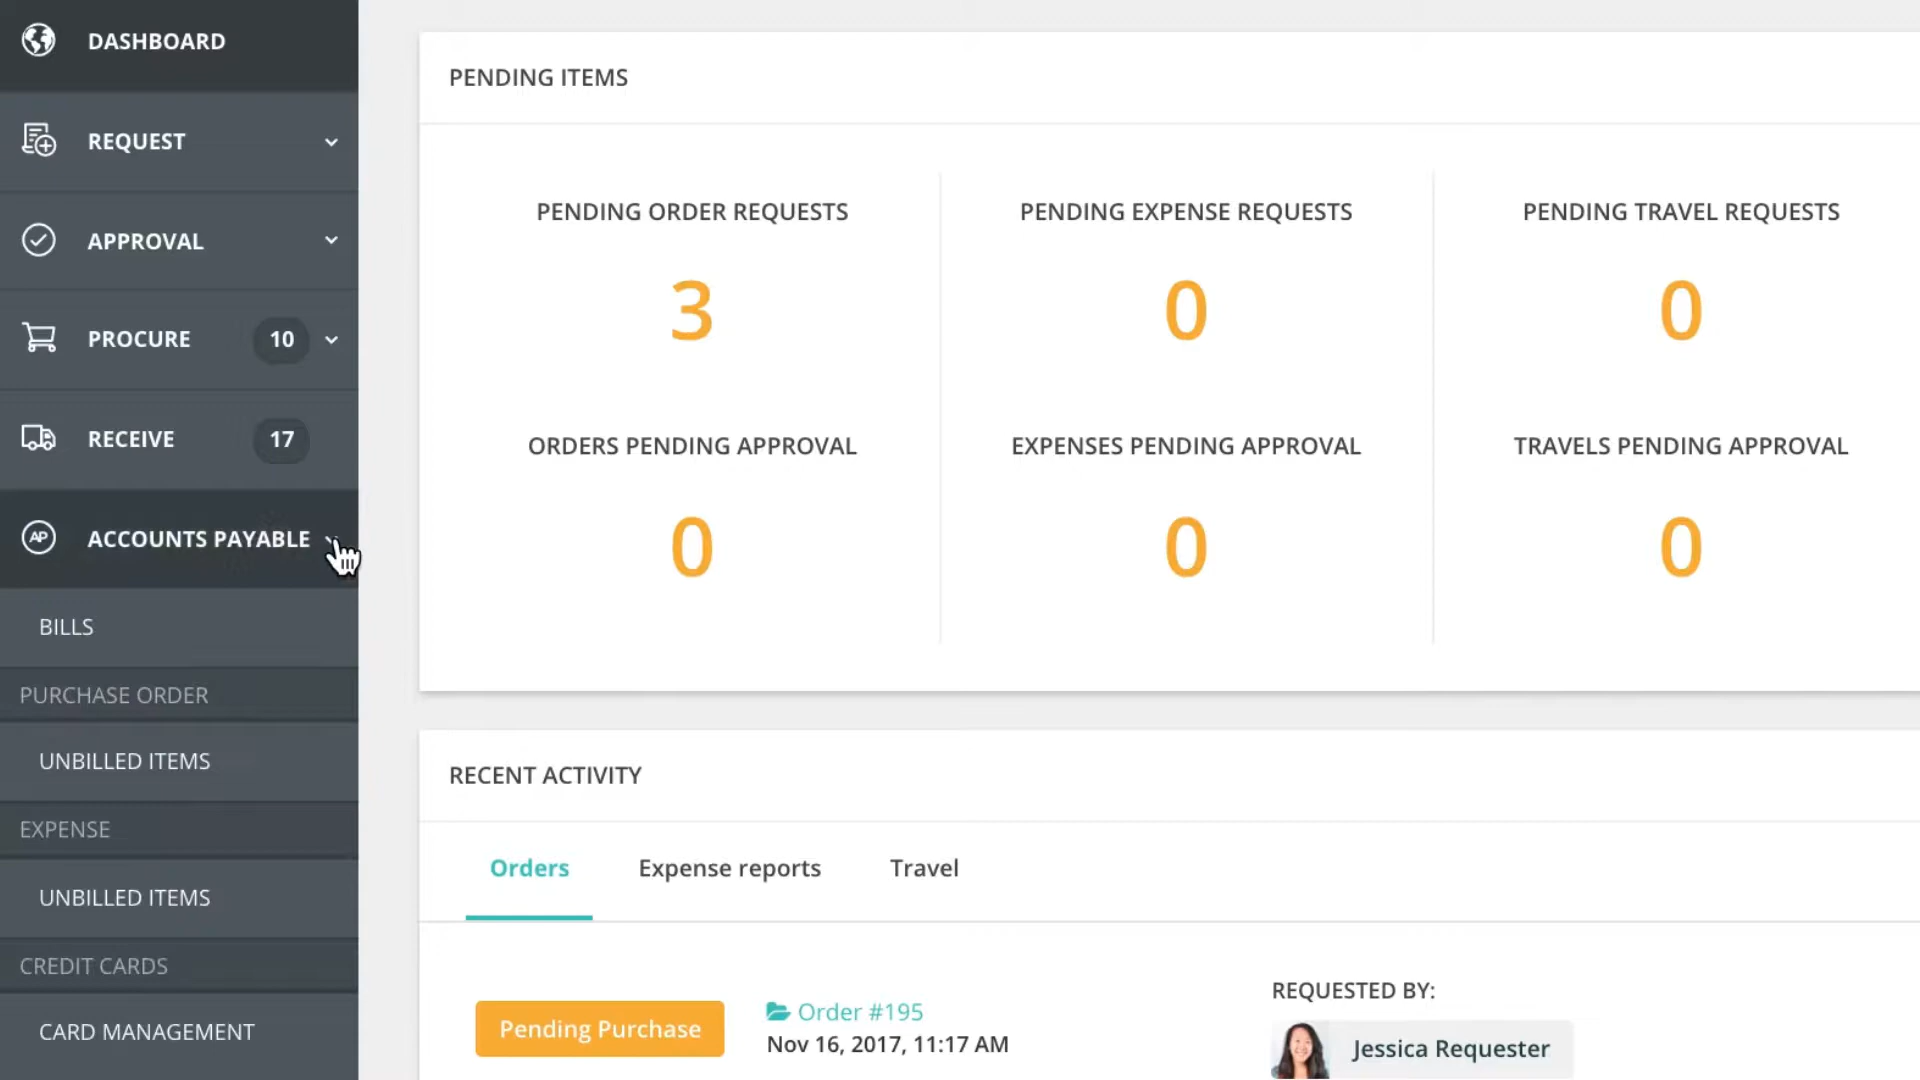 DASHBOARD
REQUEST
APPROVAL
PROCURE 10
RECEIVE 17
AP ACCOUNTS PAYABLE
BILLS
PURCHASE ORDER
UNBILLED ITEMS
EXPENSE
UNBILLED ITEMS
CREDIT CARDS
CARD MANAGEMENT
PENDING ITEMS
PENDING ORDER REQUESTS
3
PENDING EXPENSE REQUESTS
0
PENDING TRAVEL REQUESTS
0
ORDERS PENDING APPROVAL
0
EXPENSES PENDING APPROVAL
0
TRAVELS PENDING APPROVAL
0
RECENT ACTIVITY
Orders Expense reports Travel
Pending Purchase
Order #195
Nov 16, 2017, 11:17 AM
REQUESTED BY:
Jessica Requester